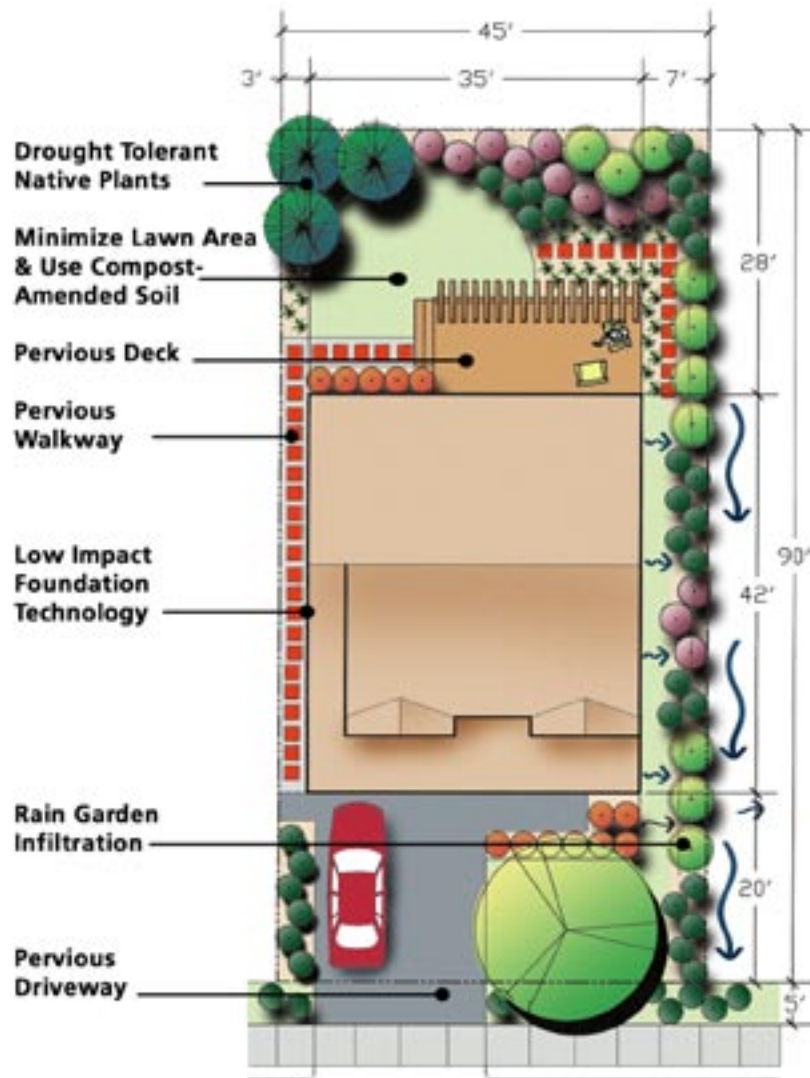 45'
3'
35'
7'
Drought Tolerant
Native Plants
Minimize Lawn Area
& Use Compost-
Amended Soil
28'
Pervious Deck
Pervious
Walkway
90'
Low Impact
Foundation
Technology
42'
Rain Garden
Infiltration
20'
Pervious
Driveway
5'